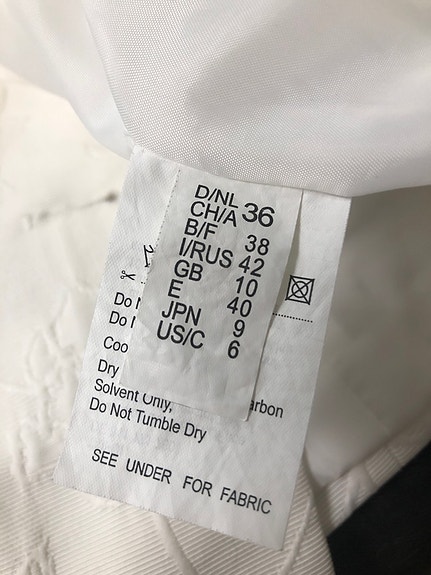 D/NL 36
CH/A
B/F 38
I/RUS 42
GB 10
E 40
JPN 9
US/C 6
Do
Do
Coo
Dry
Solvent Only, arbon
Do Not Tumble Dry
SEE UNDER FOR FABRIC